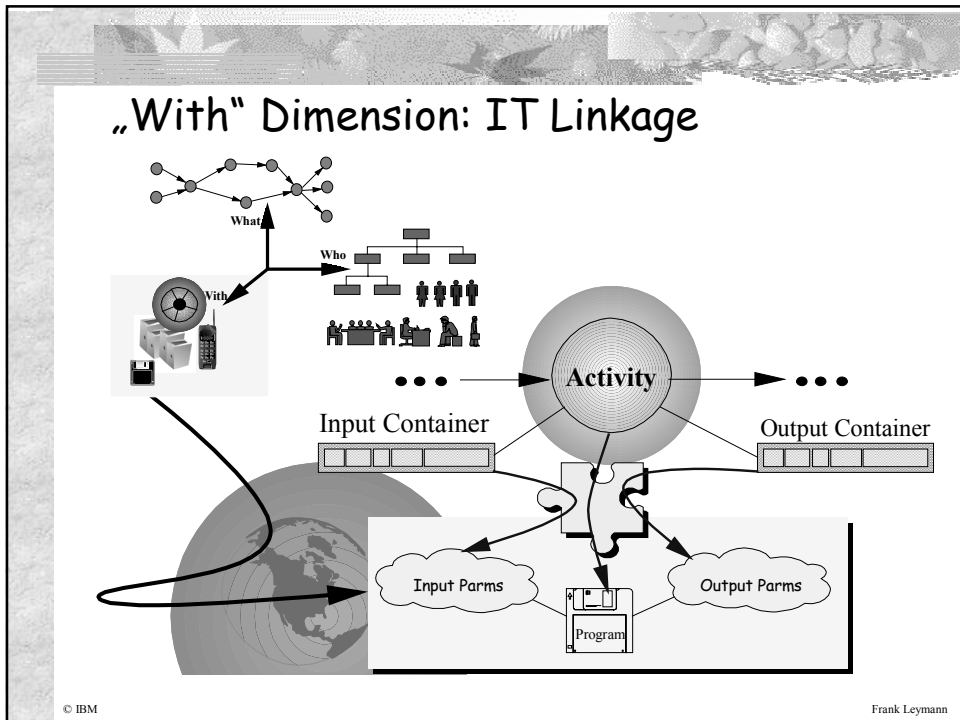 „With“ Dimension: IT Linkage
What
Who
With
Activity
Input Container
Output Container
Input Parms
Output Parms
Program
© IBM
Frank Leymann